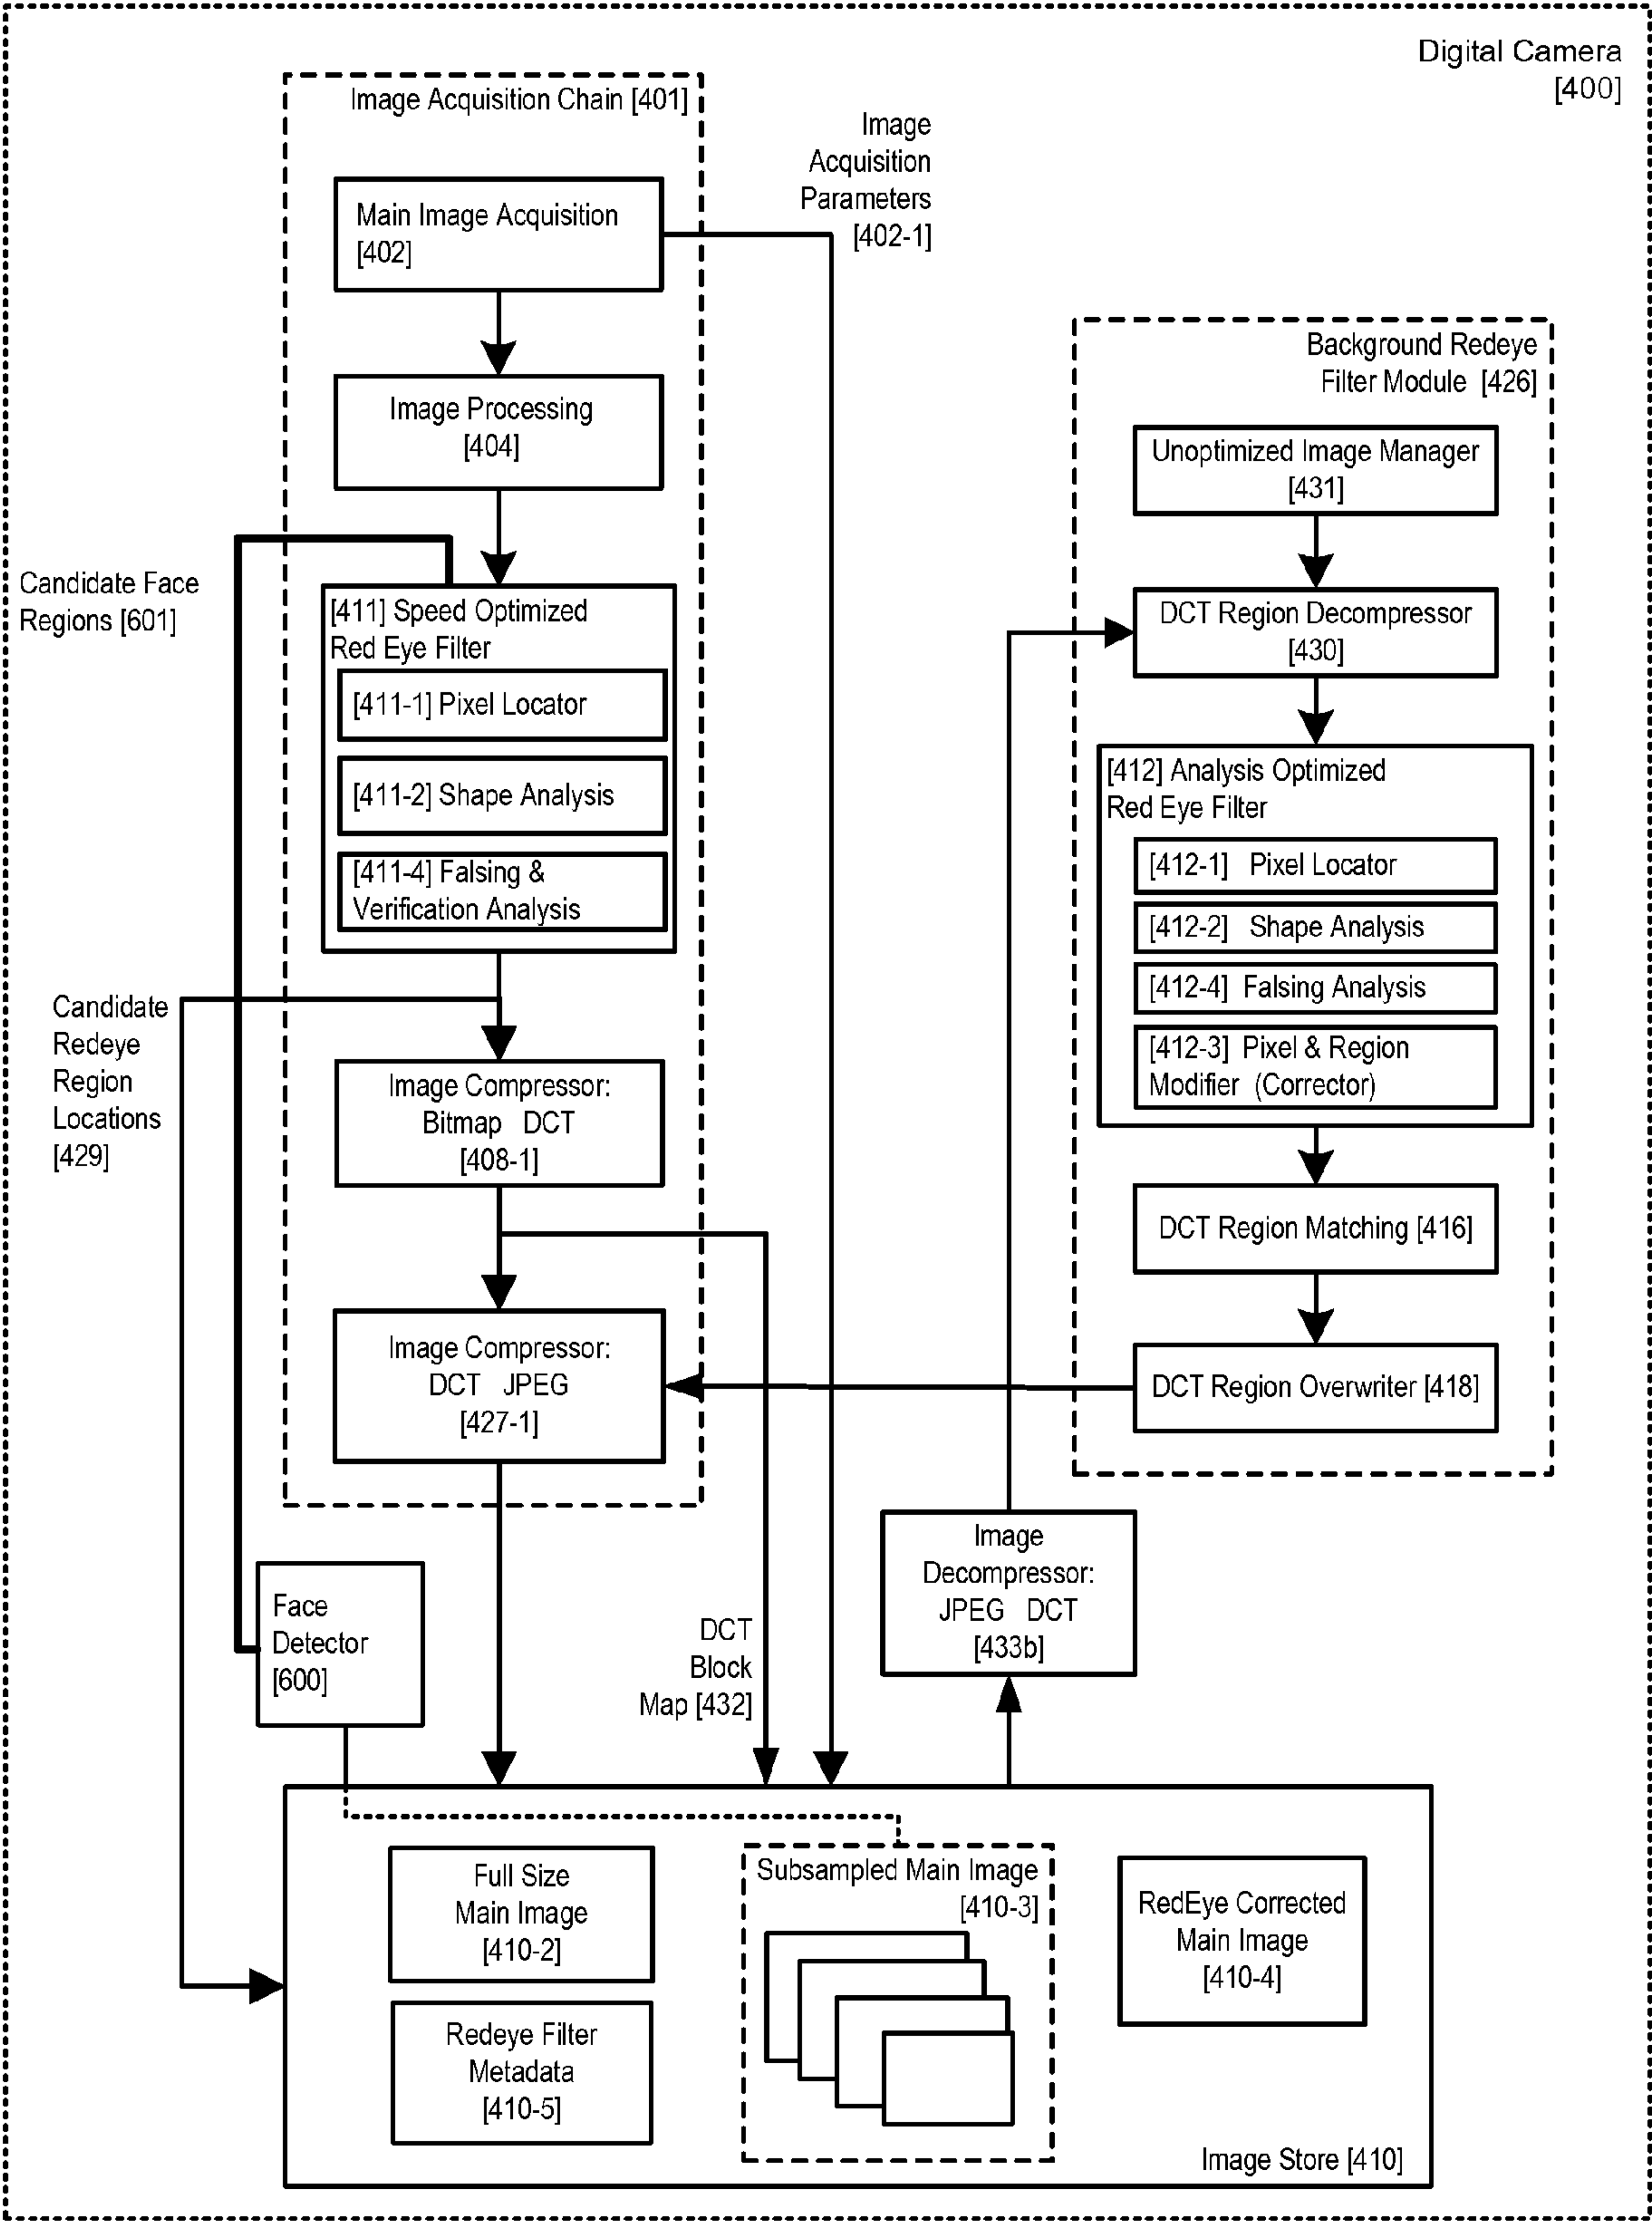 Digital Camera
[400]
Image Acquisition Chain [401]
Image
Acquisition
Parameters
[402-1]
Main Image Acquisition
[402]
Image Processing
[404]
Candidate Face
Regions [601]
[411] Speed Optimized
Red Eye Filter
[411-1] Pixel Locator
[411-2] Shape Analysis
[411-4] Falsing &
Verification Analysis
Candidate
Redeye
Region
Locations
[429]
Image Compressor:
Bitmap DCT
[408-1]
Image Compressor:
DCT JPEG
[427-1]
Background Redeye
Filter Module [426]
Unoptimized Image Manager
[431]
DCT Region Decompressor
[430]
[412] Analysis Optimized
Red Eye Filter
[412-1] Pixel Locator
[412-2] Shape Analysis
[412-4] Falsing Analysis
[412-3] Pixel & Region
Modifier (Corrector)
DCT Region Matching [416]
DCT Region Overwriter [418]
Image
Decompressor:
JPEG DCT
[433b]
Face
Detector
[600]
DCT
Block
Map [432]
Full Size
Main Image
[410-2]
Redeye Filter
Metadata
[410-5]
Subsampled Main Image
[410-3]
RedEye Corrected
Main Image
[410-4]
Image Store [410]